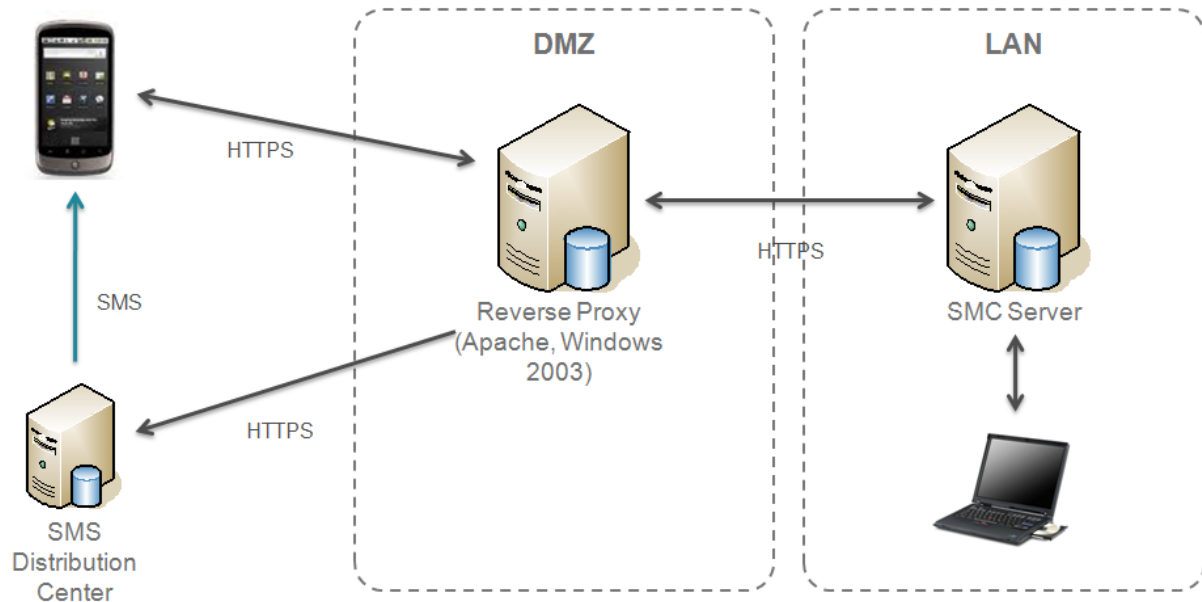 DMZ
LAN
HTTPS
HTTPS
SMS
Reverse Proxy
(Apache, Windows
2003)
SMC Server
HTTPS
SMS
Distribution
Center